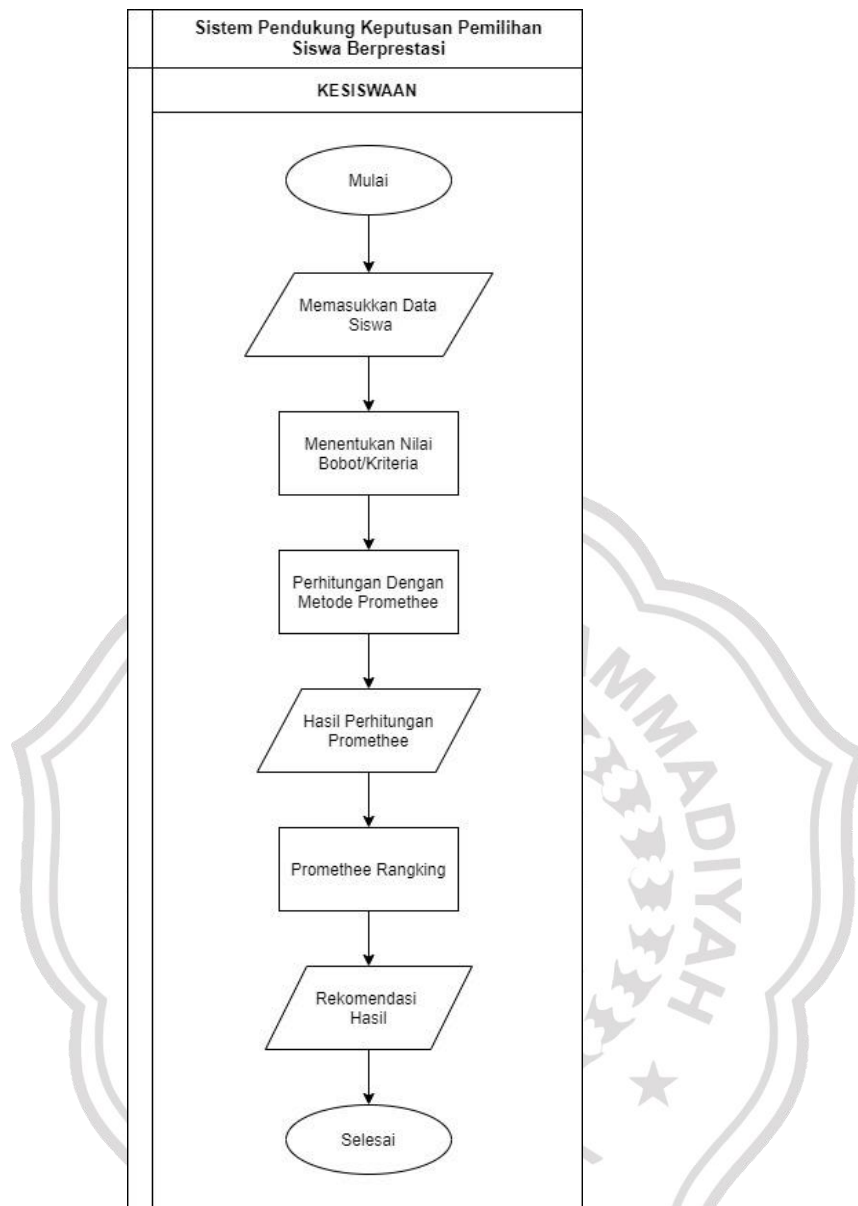 Sistem Pendukung Keputusan Pemilihan
Siswa Berprestasi
KESISWAAN
Mulai
Memasukkan Data
Siswa
Menentukan Nilai
Bobot/Kriteria
Perhitungan Dengan
Metode Promethee
Hasil Perhitungan
Promethee
Promethee Rangking
Rekomendasi
Hasil
Selesai